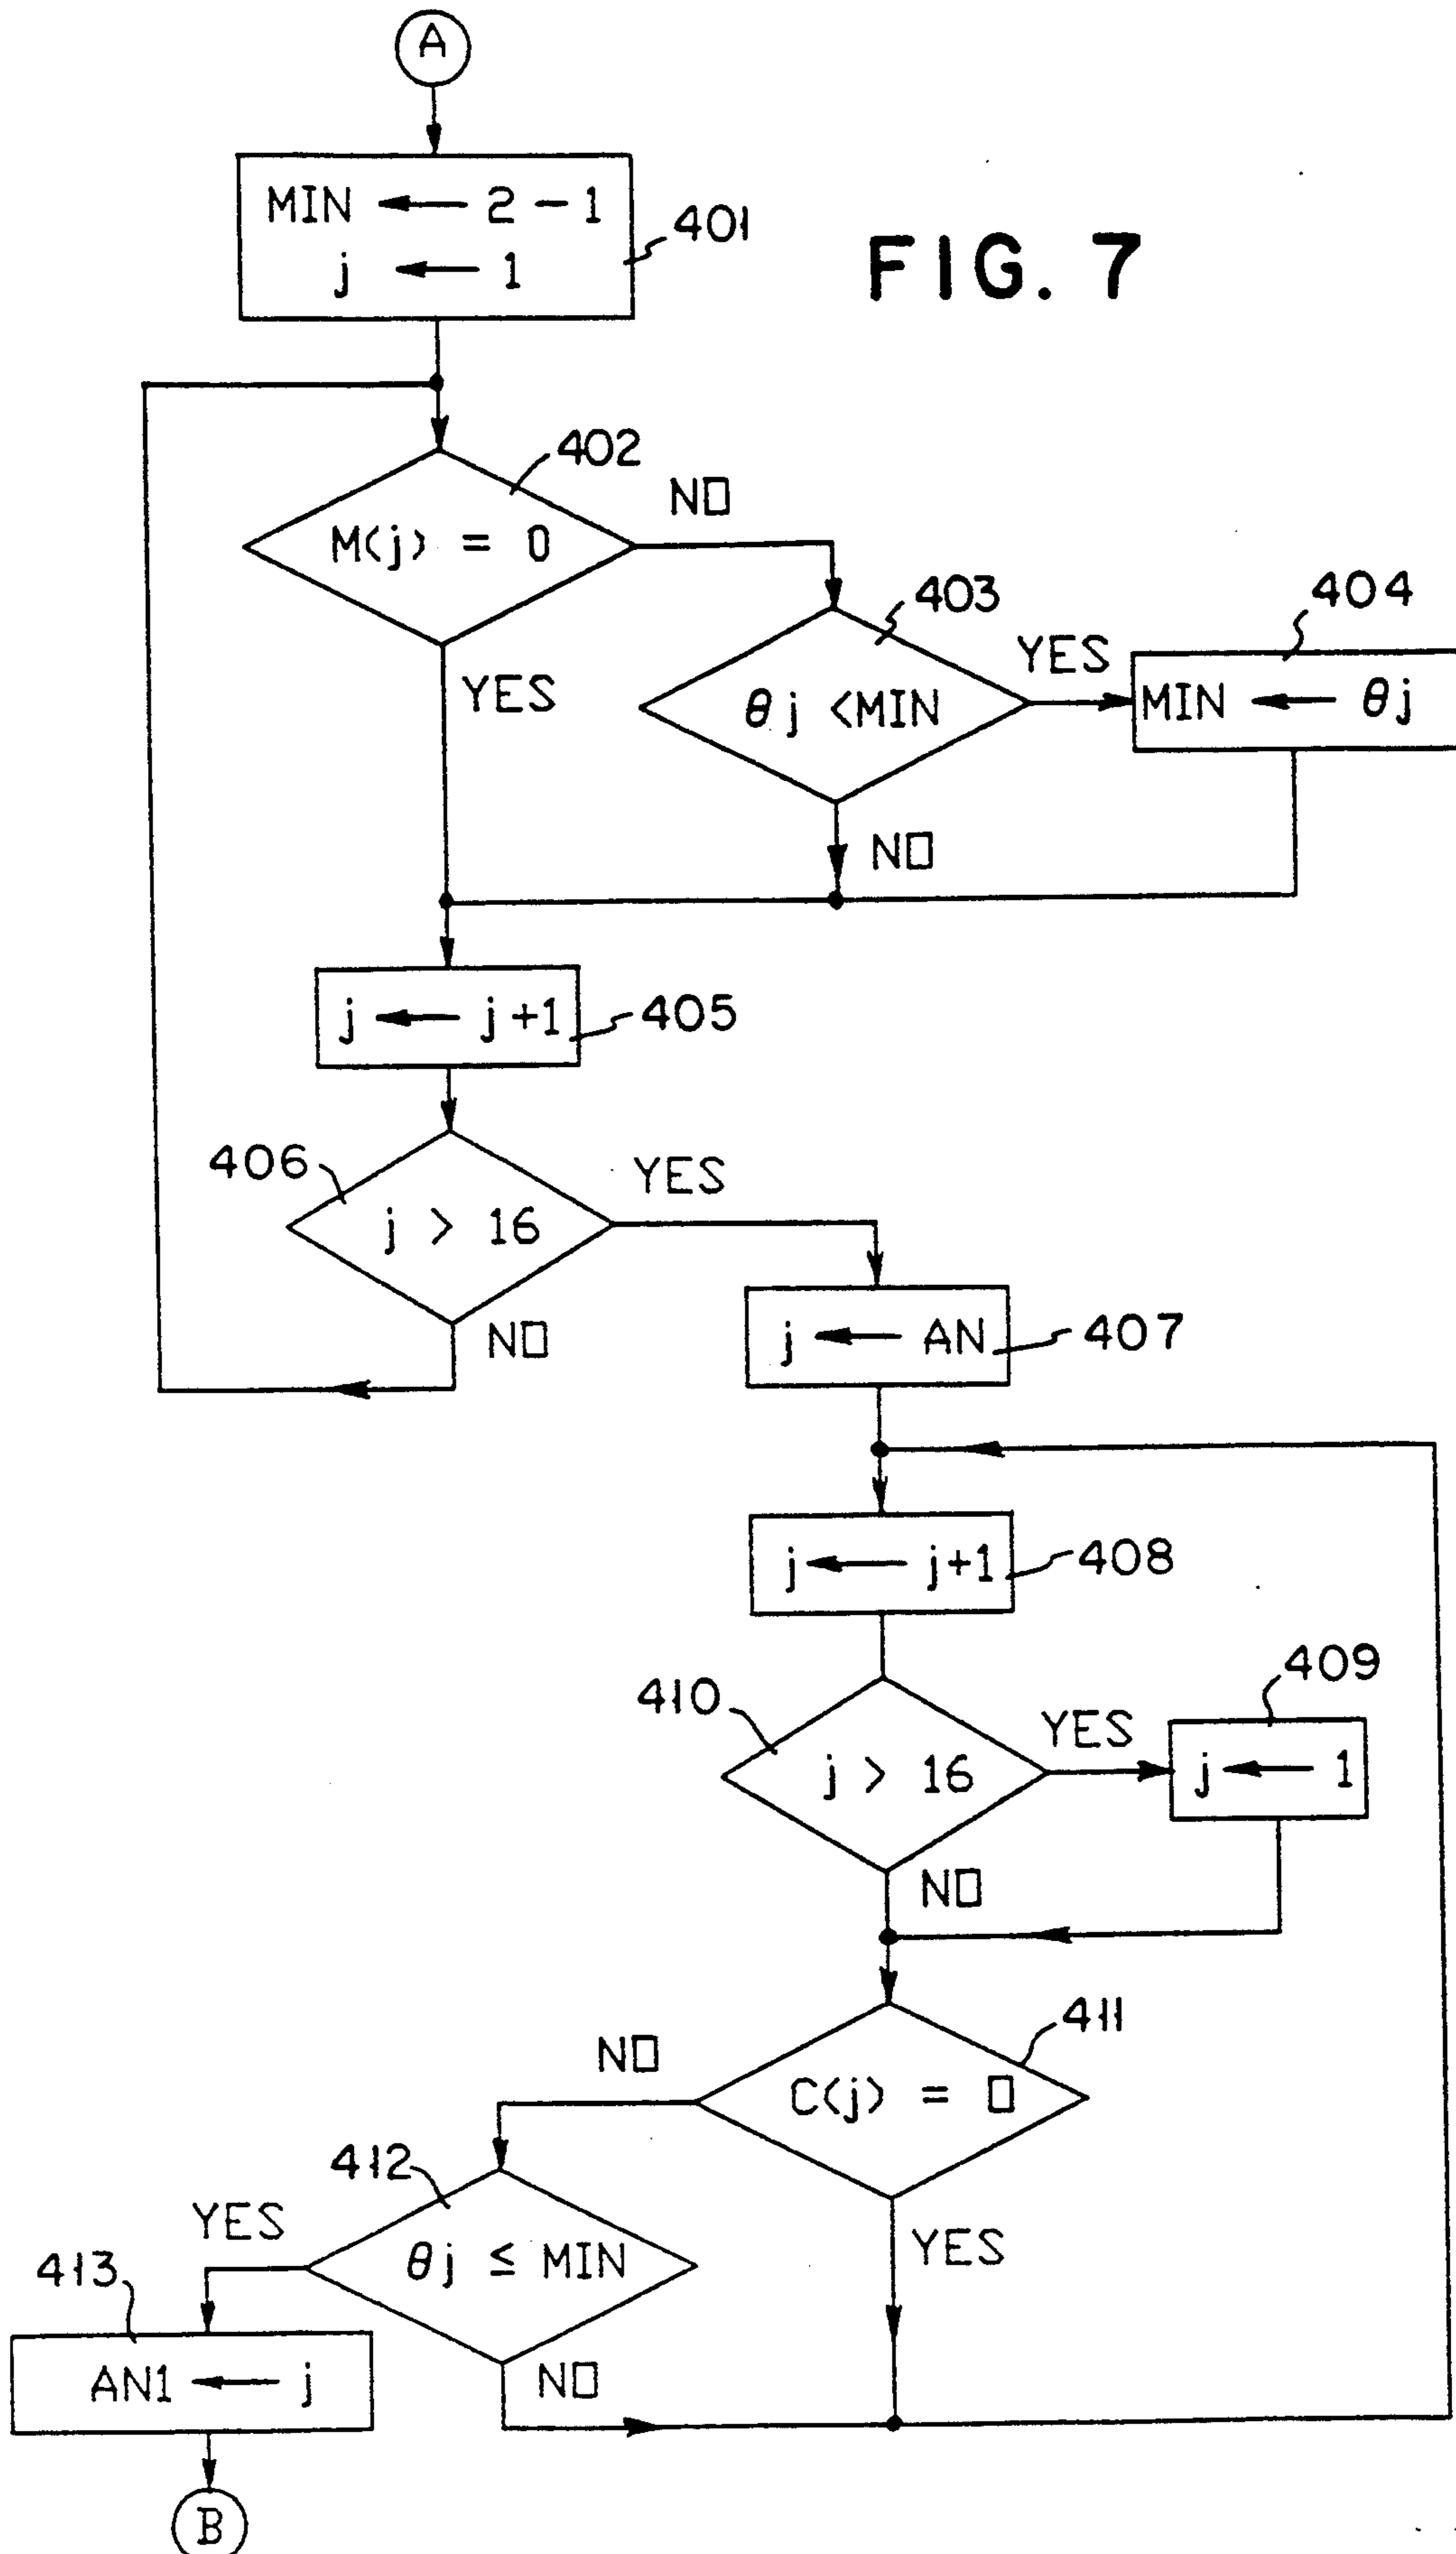 A
MIN ← 2 - 1
j ← 1
401
FIG. 7
402
NO
M(j) = 0
YES
403
θj <MIN
YES
404
MIN ← θj
NO
j ← j+1
405
406
j > 16
YES
NO
j ← AN
407
j ← j+1
408
410
j > 16
YES
409
j ← 1
NO
411
C(j) = 0
NO
YES
412
θj ≤ MIN
YES
NO
413
AN1 ← j
B